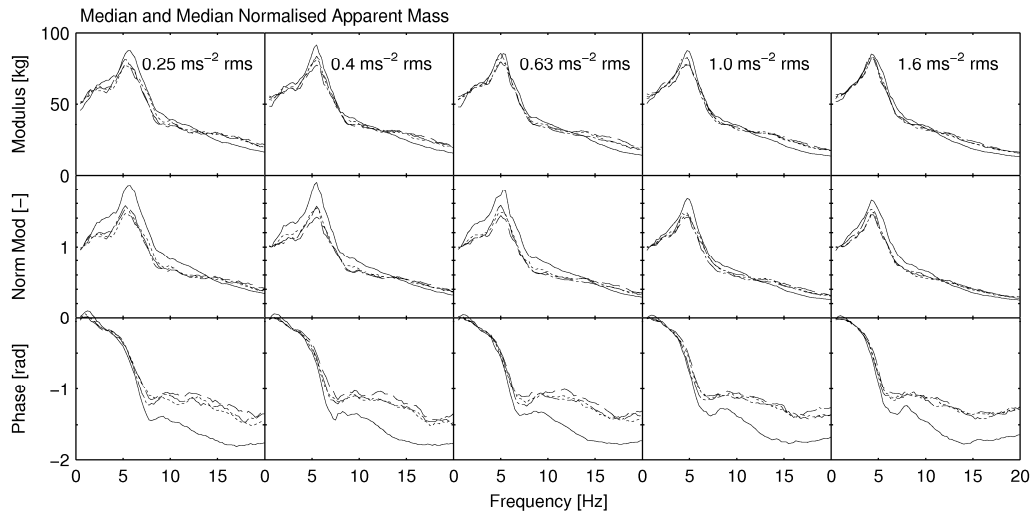 Median and Median Normalised Apparent Mass
100
50
0
Modulus [kg]
0.25 ms−2 rms
0.4 ms−2 rms
0.63 ms−2 rms
1.0 ms−2 rms
1.6 ms−2 rms
1
0
Norm Mod [−]
−1
−2
Phase [rad]
0 5 10 15 0 5 10 15 0 5 10 15 0 5 10 15 0 5 10 15 20
Frequency [Hz]